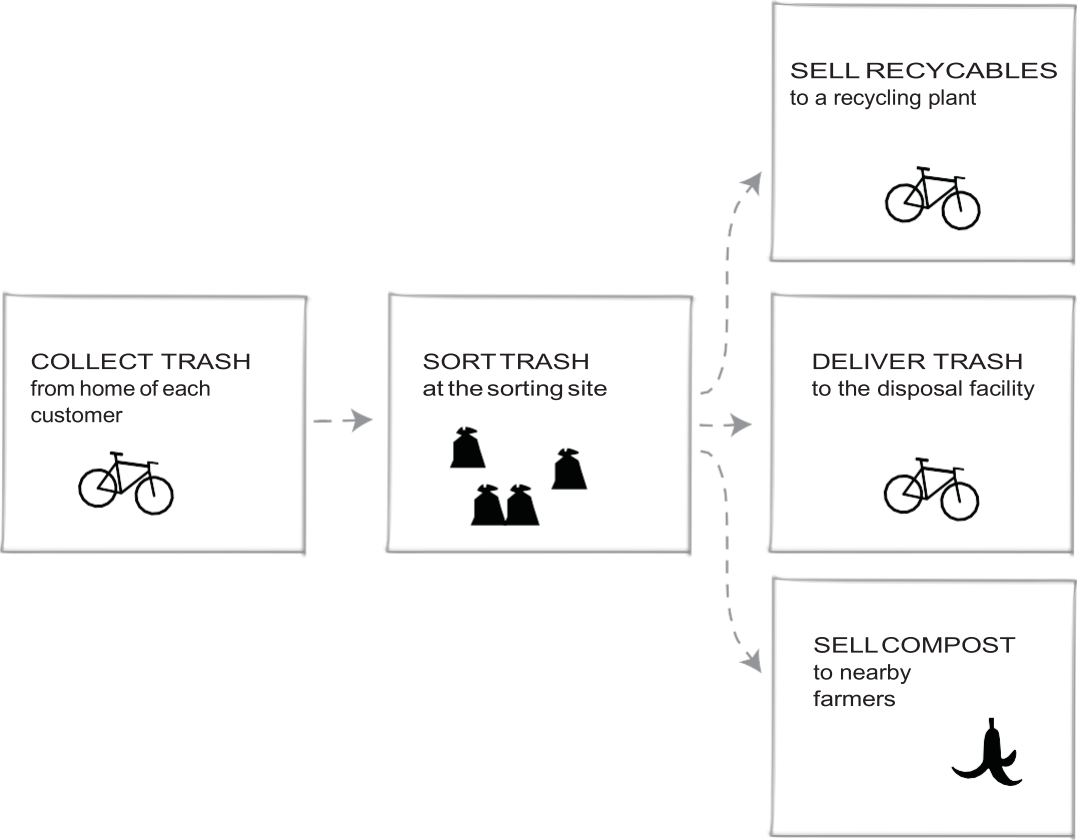 COLLECT TRASH
from home of each
customer
SORT TRASH
at the sorting site
SELL RECYCABLES
to a recycling plant
DELIVER TRASH
to the disposal facility
SELL COMPOST
to nearby
farmers